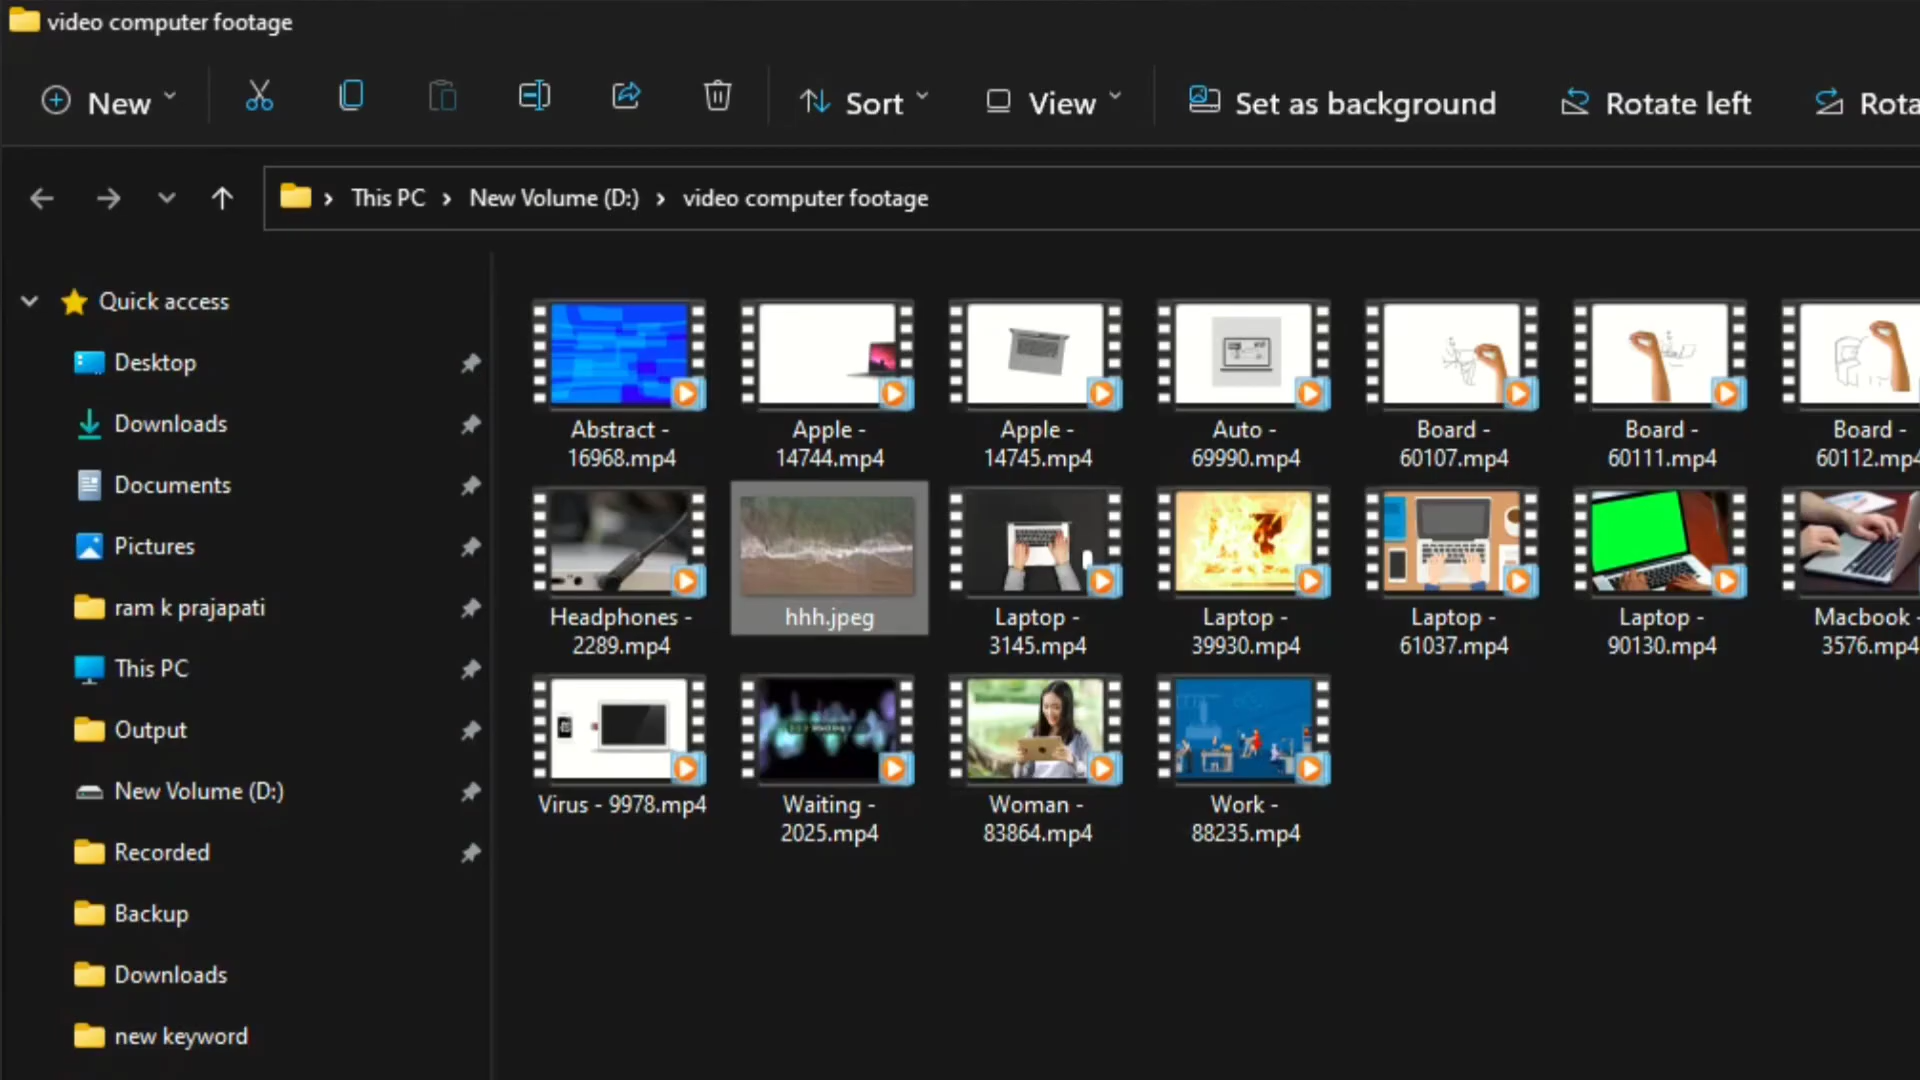 video computer footage
New
Sort
View
Set as background
Rotate left
Rota
This PC
New Volume (D:)
video computer footage
Quick access
Desktop
Downloads
Documents
Pictures
ram k prajapati
This PC
Output
New Volume (D:)
Recorded
Backup
Downloads
new keyword
Abstract -
16968.mp4
Apple -
14744.mp4
Apple -
14745.mp4
Auto -
69990.mp4
Board -
60107.mp4
Board -
60111.mp4
Board -
60112.mp4
Headphones -
2289.mp4
hhh.jpeg
Laptop -
3145.mp4
Laptop -
39930.mp4
Laptop -
61037.mp4
Laptop -
90130.mp4
Macbook -
3576.mp4
Virus - 9978.mp4
Waiting -
2025.mp4
Woman -
83864.mp4
Work -
88235.mp4